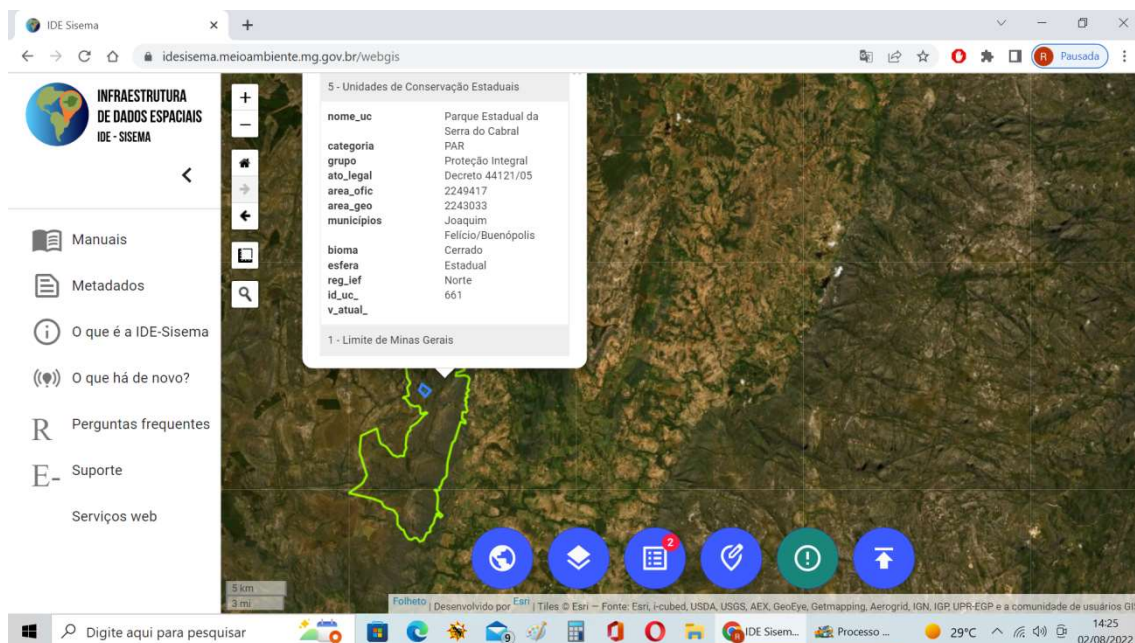 IDE Sisema
idesisema.meioambiente.mg.gov.br/webgis
R
Pausada
INFRAESTRUTURA
DE DADOS ESPACIAIS
IDE - SISEMA
Manuais
Metadados
O que é a IDE-Sisema
O que há de novo?
R
Perguntas frequentes
E-
Suporte
Serviços web
5 - Unidades de Conservação Estaduais
nome_uc Parque Estadual da
Serra do Cabral
categoria PAR
grupo Proteção Integral
ato_legal Decreto 44121/05
area_ofic 2249417
area_geo 2243033
municípios Joaquim
Felício/Buenópolis
bioma Cerrado
esfera Estadual
reg_ief Norte
id_uc_ 661
v_atual_
1 - Limite de Minas Gerais
2
5 km
3 mi
Folheto | Desenvolvido por Esri | Tiles © Esri — Fonte: Esri, i-cubed, USDA, USGS, AEX, GeoEye, Getmapping, Aerogrid, IGN, IGP, UPR-EGP e a comunidade de usuários GI
Digite aqui para pesquisar
9
IDE Sisem...
Processo ...
29°C
14:25
02/08/202